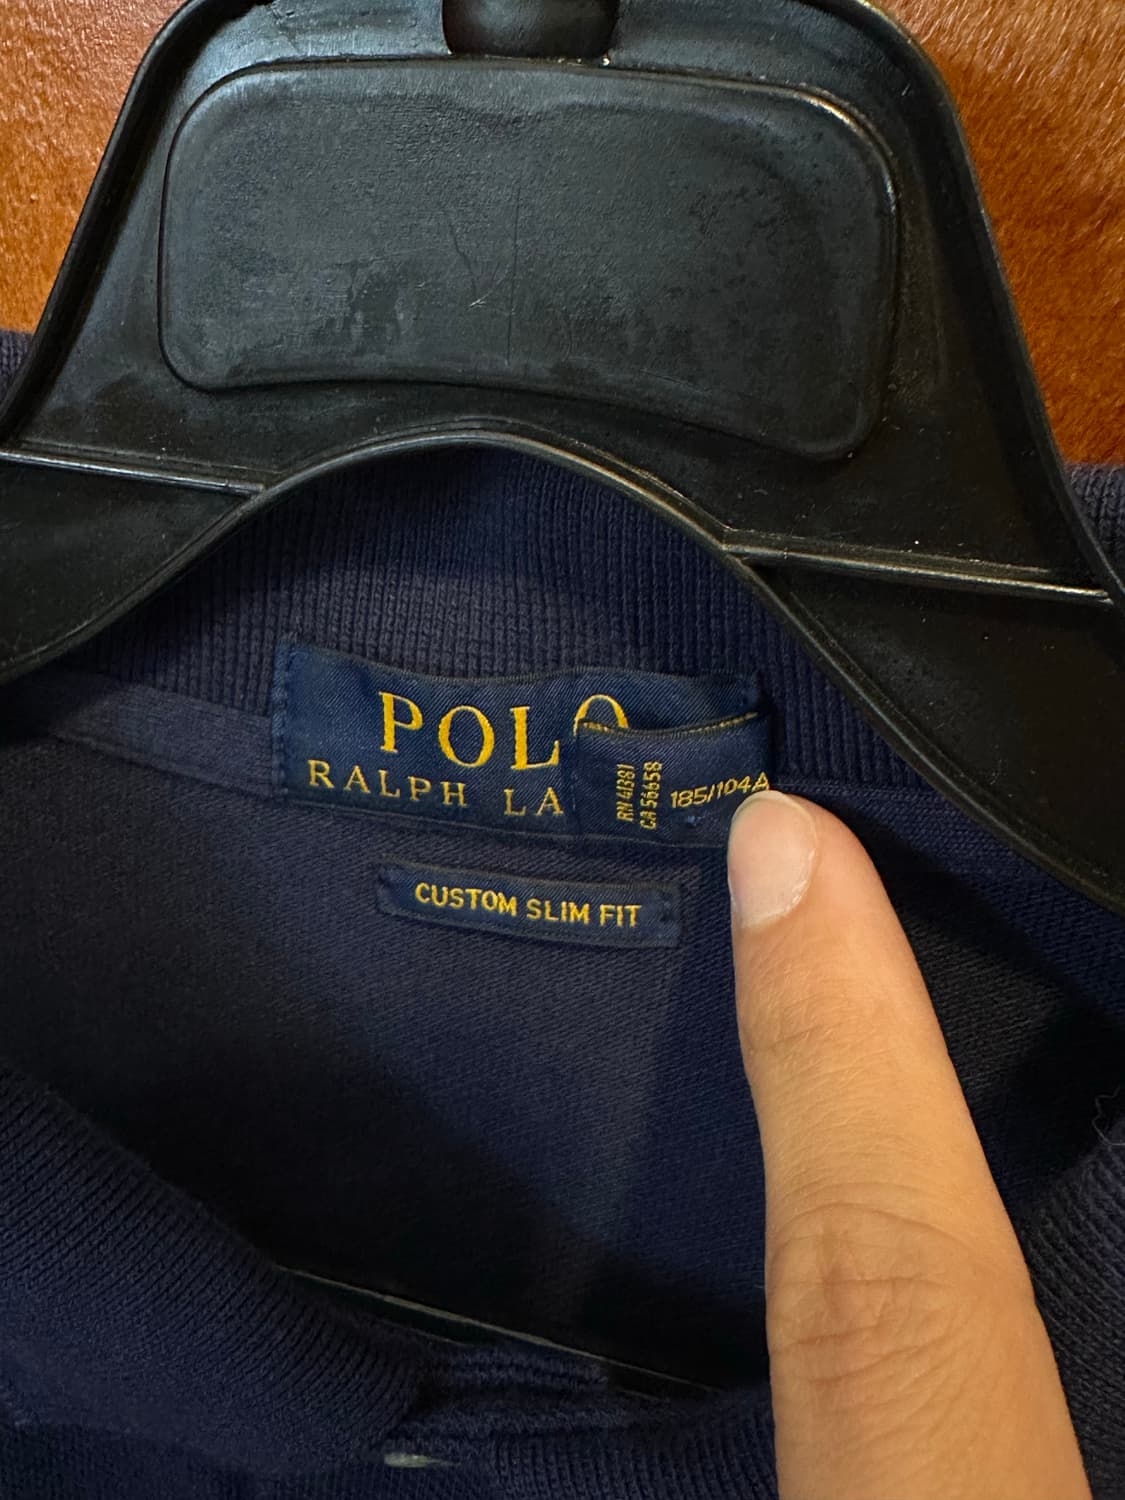 POLO
RALPH LA
RN 41381
CA 56658
185/104A
CUSTOM SLIM FIT